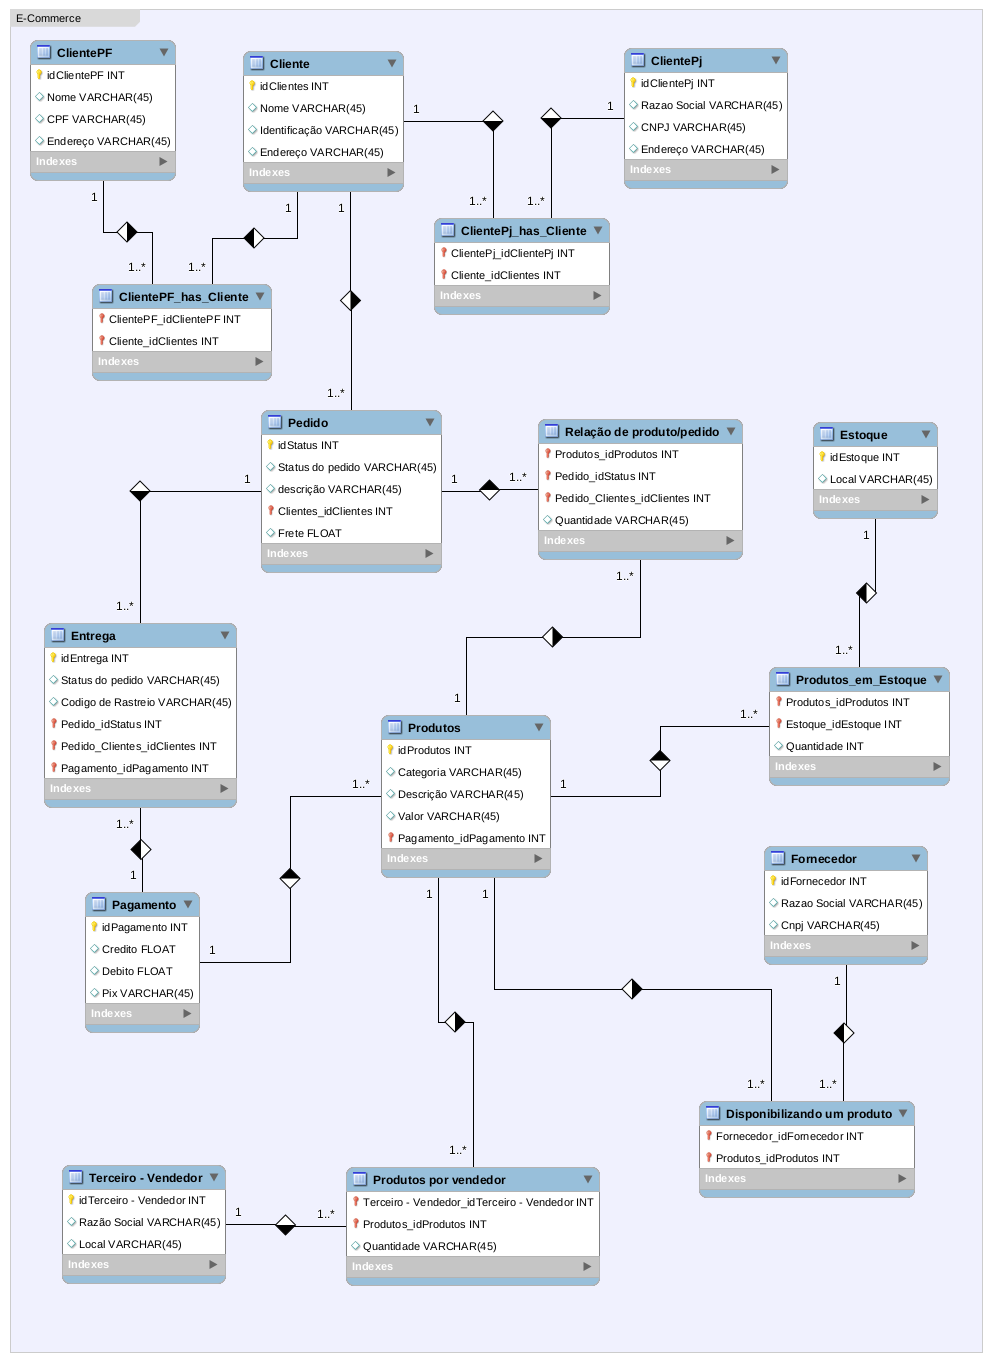 E-Commerce
ClientePF
idClientePF INT
Nome VARCHAR(45)
CPF VARCHAR(45)
Endereço VARCHAR(45)
Indexes
Cliente
idClientes INT
Nome VARCHAR(45)
Identificação VARCHAR(45)
Endereço VARCHAR(45)
Indexes
ClientePj
idClientePj INT
Razao Social VARCHAR(45)
CNPJ VARCHAR(45)
Endereço VARCHAR(45)
Indexes
1
1
1
1
1
1..*
1..*
1..*
1..*
ClientePj_has_Cliente
ClientePj_idClientePj INT
Cliente_idClientes INT
Indexes
ClientePF_has_Cliente
ClientePF_idClientePF INT
Cliente_idClientes INT
Indexes
1..*
Pedido
idStatus INT
Status do pedido VARCHAR(45)
descrição VARCHAR(45)
Clientes_idClientes INT
Frete FLOAT
Indexes
1
1
1..*
Relação de produto/pedido
Produtos_idProdutos INT
Pedido_idStatus INT
Pedido_Clientes_idClientes INT
Quantidade VARCHAR(45)
Indexes
Estoque
idEstoque INT
Local VARCHAR(45)
Indexes
1
1..*
1..*
1..*
Entrega
idEntrega INT
Status do pedido VARCHAR(45)
Codigo de Rastreio VARCHAR(45)
Pedido_idStatus INT
Pedido_Clientes_idClientes INT
Pagamento_idPagamento INT
Indexes
Produtos_em_Estoque
Produtos_idProdutos INT
Estoque_idEstoque INT
Quantidade INT
Indexes
1
1..*
Produtos
idProdutos INT
Categoria VARCHAR(45)
Descrição VARCHAR(45)
Valor VARCHAR(45)
Pagamento_idPagamento INT
Indexes
1..*
1
1..*
1
Pagamento
idPagamento INT
Credito FLOAT
Debito FLOAT
Pix VARCHAR(45)
Indexes
1
1
1
Fornecedor
idFornecedor INT
Razao Social VARCHAR(45)
Cnpj VARCHAR(45)
Indexes
1
1..*
1..*
Disponibilizando um produto
Fornecedor_idFornecedor INT
Produtos_idProdutos INT
Indexes
1..*
Terceiro - Vendedor
idTerceiro - Vendedor INT
Razão Social VARCHAR(45)
Local VARCHAR(45)
Indexes
1
1..*
Produtos por vendedor
Terceiro - Vendedor_idTerceiro - Vendedor INT
Produtos_idProdutos INT
Quantidade VARCHAR(45)
Indexes